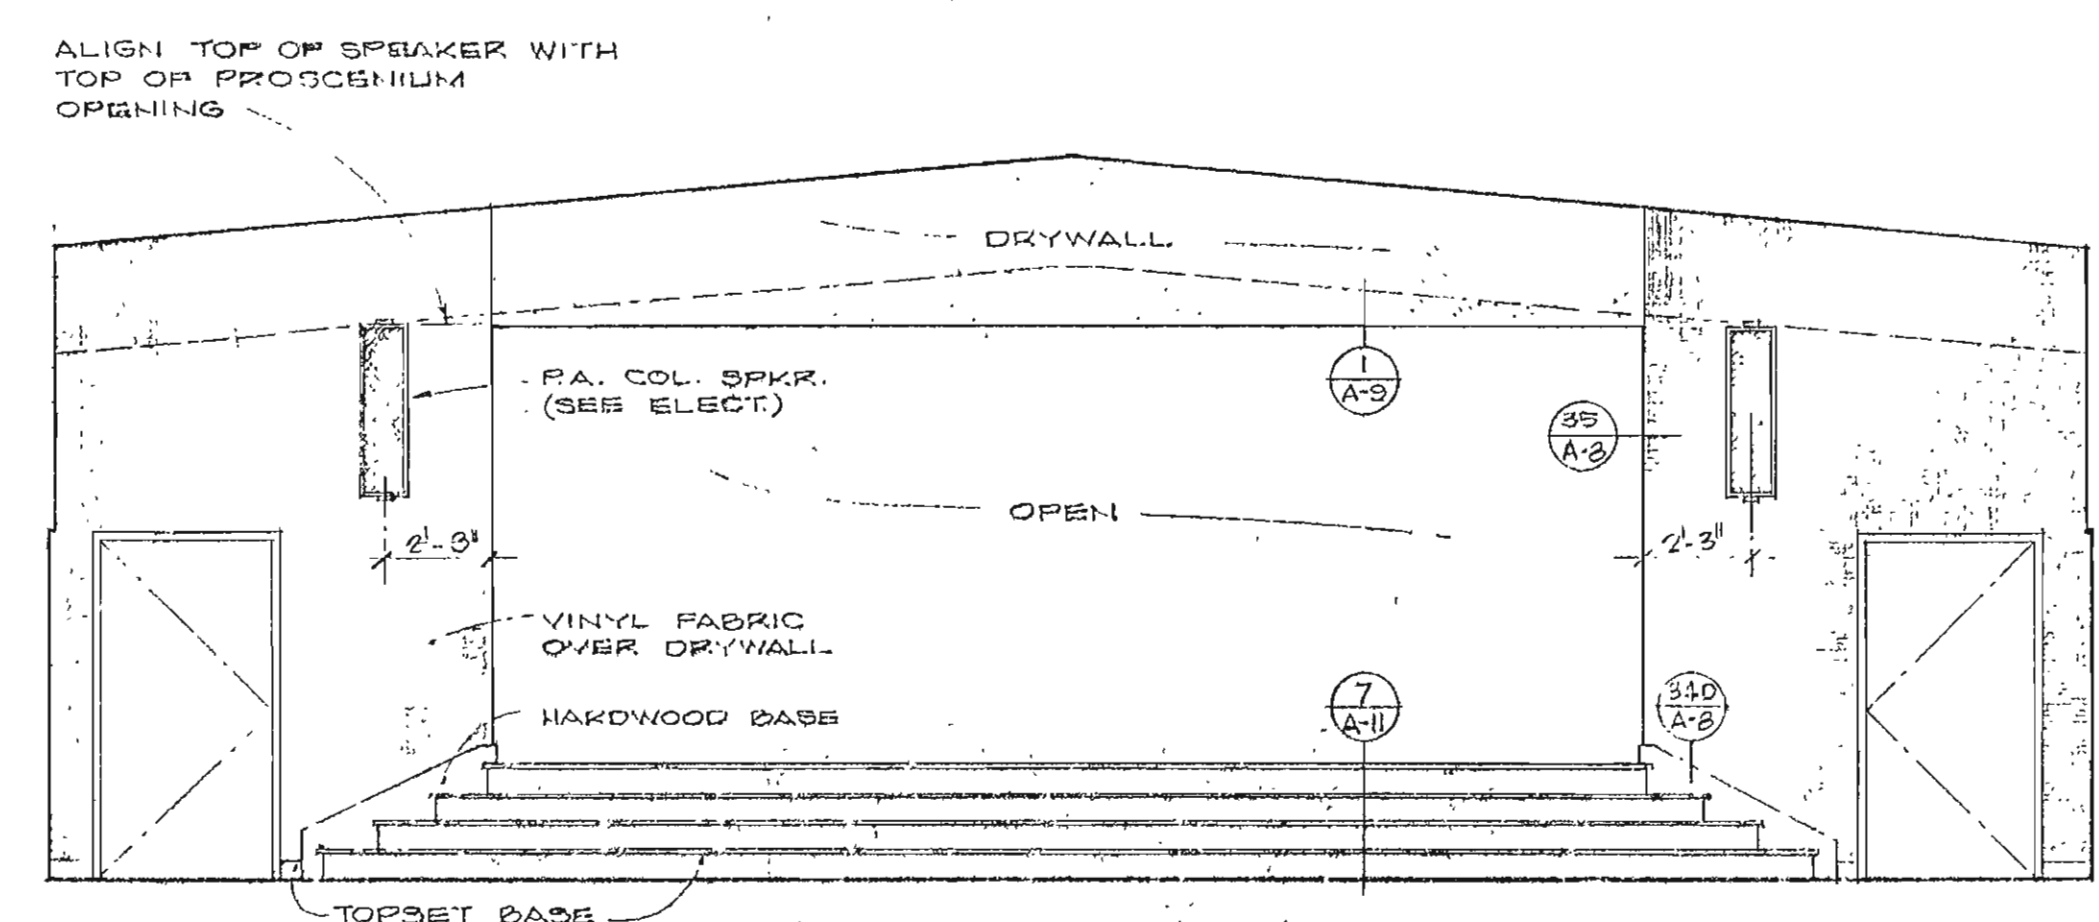 ALIGN TOP OF SPEAKER WITH
TOP OF PROSCENIUM
OPENING
DRYWALL
P.A. COL. SPKR.
(SEE ELECT.)
1
A-9
35
A-8
OPEN
2'-3"
2'-3"
VINYL FABRIC
OVER DRYWALL
HARDWOOD BASE
7
A-11
A-8
TOPSET BASE